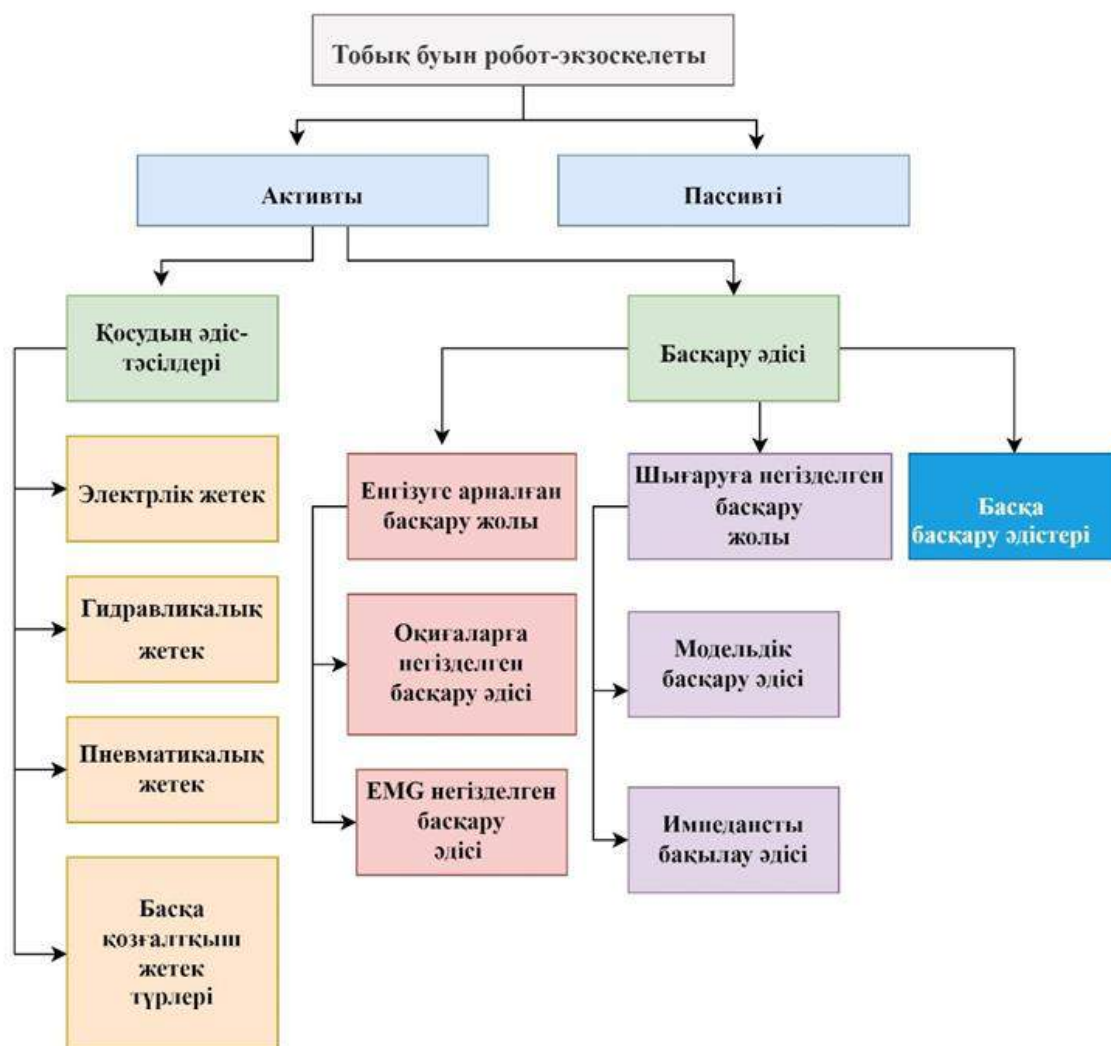 Тобық буын робот-экзоскелеты
Активты
Пассивті
Қосудың әдіс-
тәсілдері
Басқару әдісі
Электрлік жетек
Гидравликалық
жетек
Пневматикалық
жетек
Басқа
қозғалтқыш
жетек
түрлері
Енгізуге арналған
басқару жолы
Оқиғаларға
негізделген
басқару әдісі
EMG негізделген
басқару
әдісі
Шығаруға негізделген
басқару
жолы
Модельдік
басқару әдісі
Импедансты
бақылау әдісі
Басқа
басқару әдістері